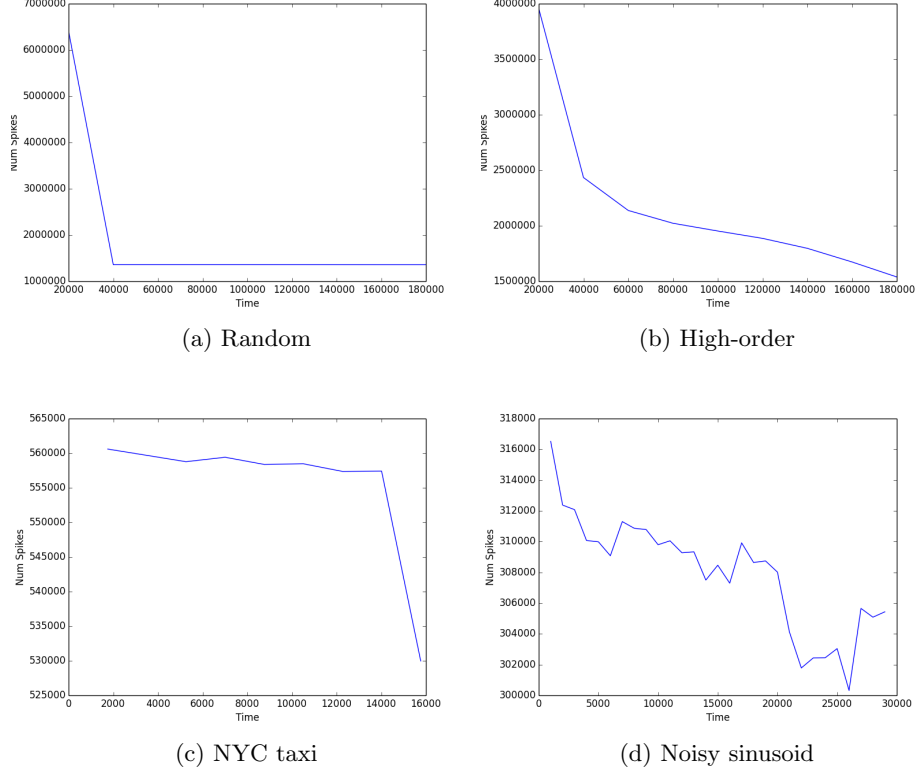 7000000
6000000
5000000
4000000
3000000
2000000
1000000
Num Spikes
20000 40000 60000 80000 100000 120000 140000 160000 180000
Time
(a) Random
4000000
3500000
3000000
2500000
2000000
1500000
Num Spikes
20000 40000 60000 80000 100000 120000 140000 160000 180000
Time
(b) High-order
565000
560000
555000
550000
545000
540000
535000
530000
525000
Num Spikes
0 2000 4000 6000 8000 10000 12000 14000 16000
Time
(c) NYC taxi
318000
316000
314000
312000
310000
308000
306000
304000
302000
300000
Num Spikes
0 5000 10000 15000 20000 25000 30000
Time
(d) Noisy sinusoid